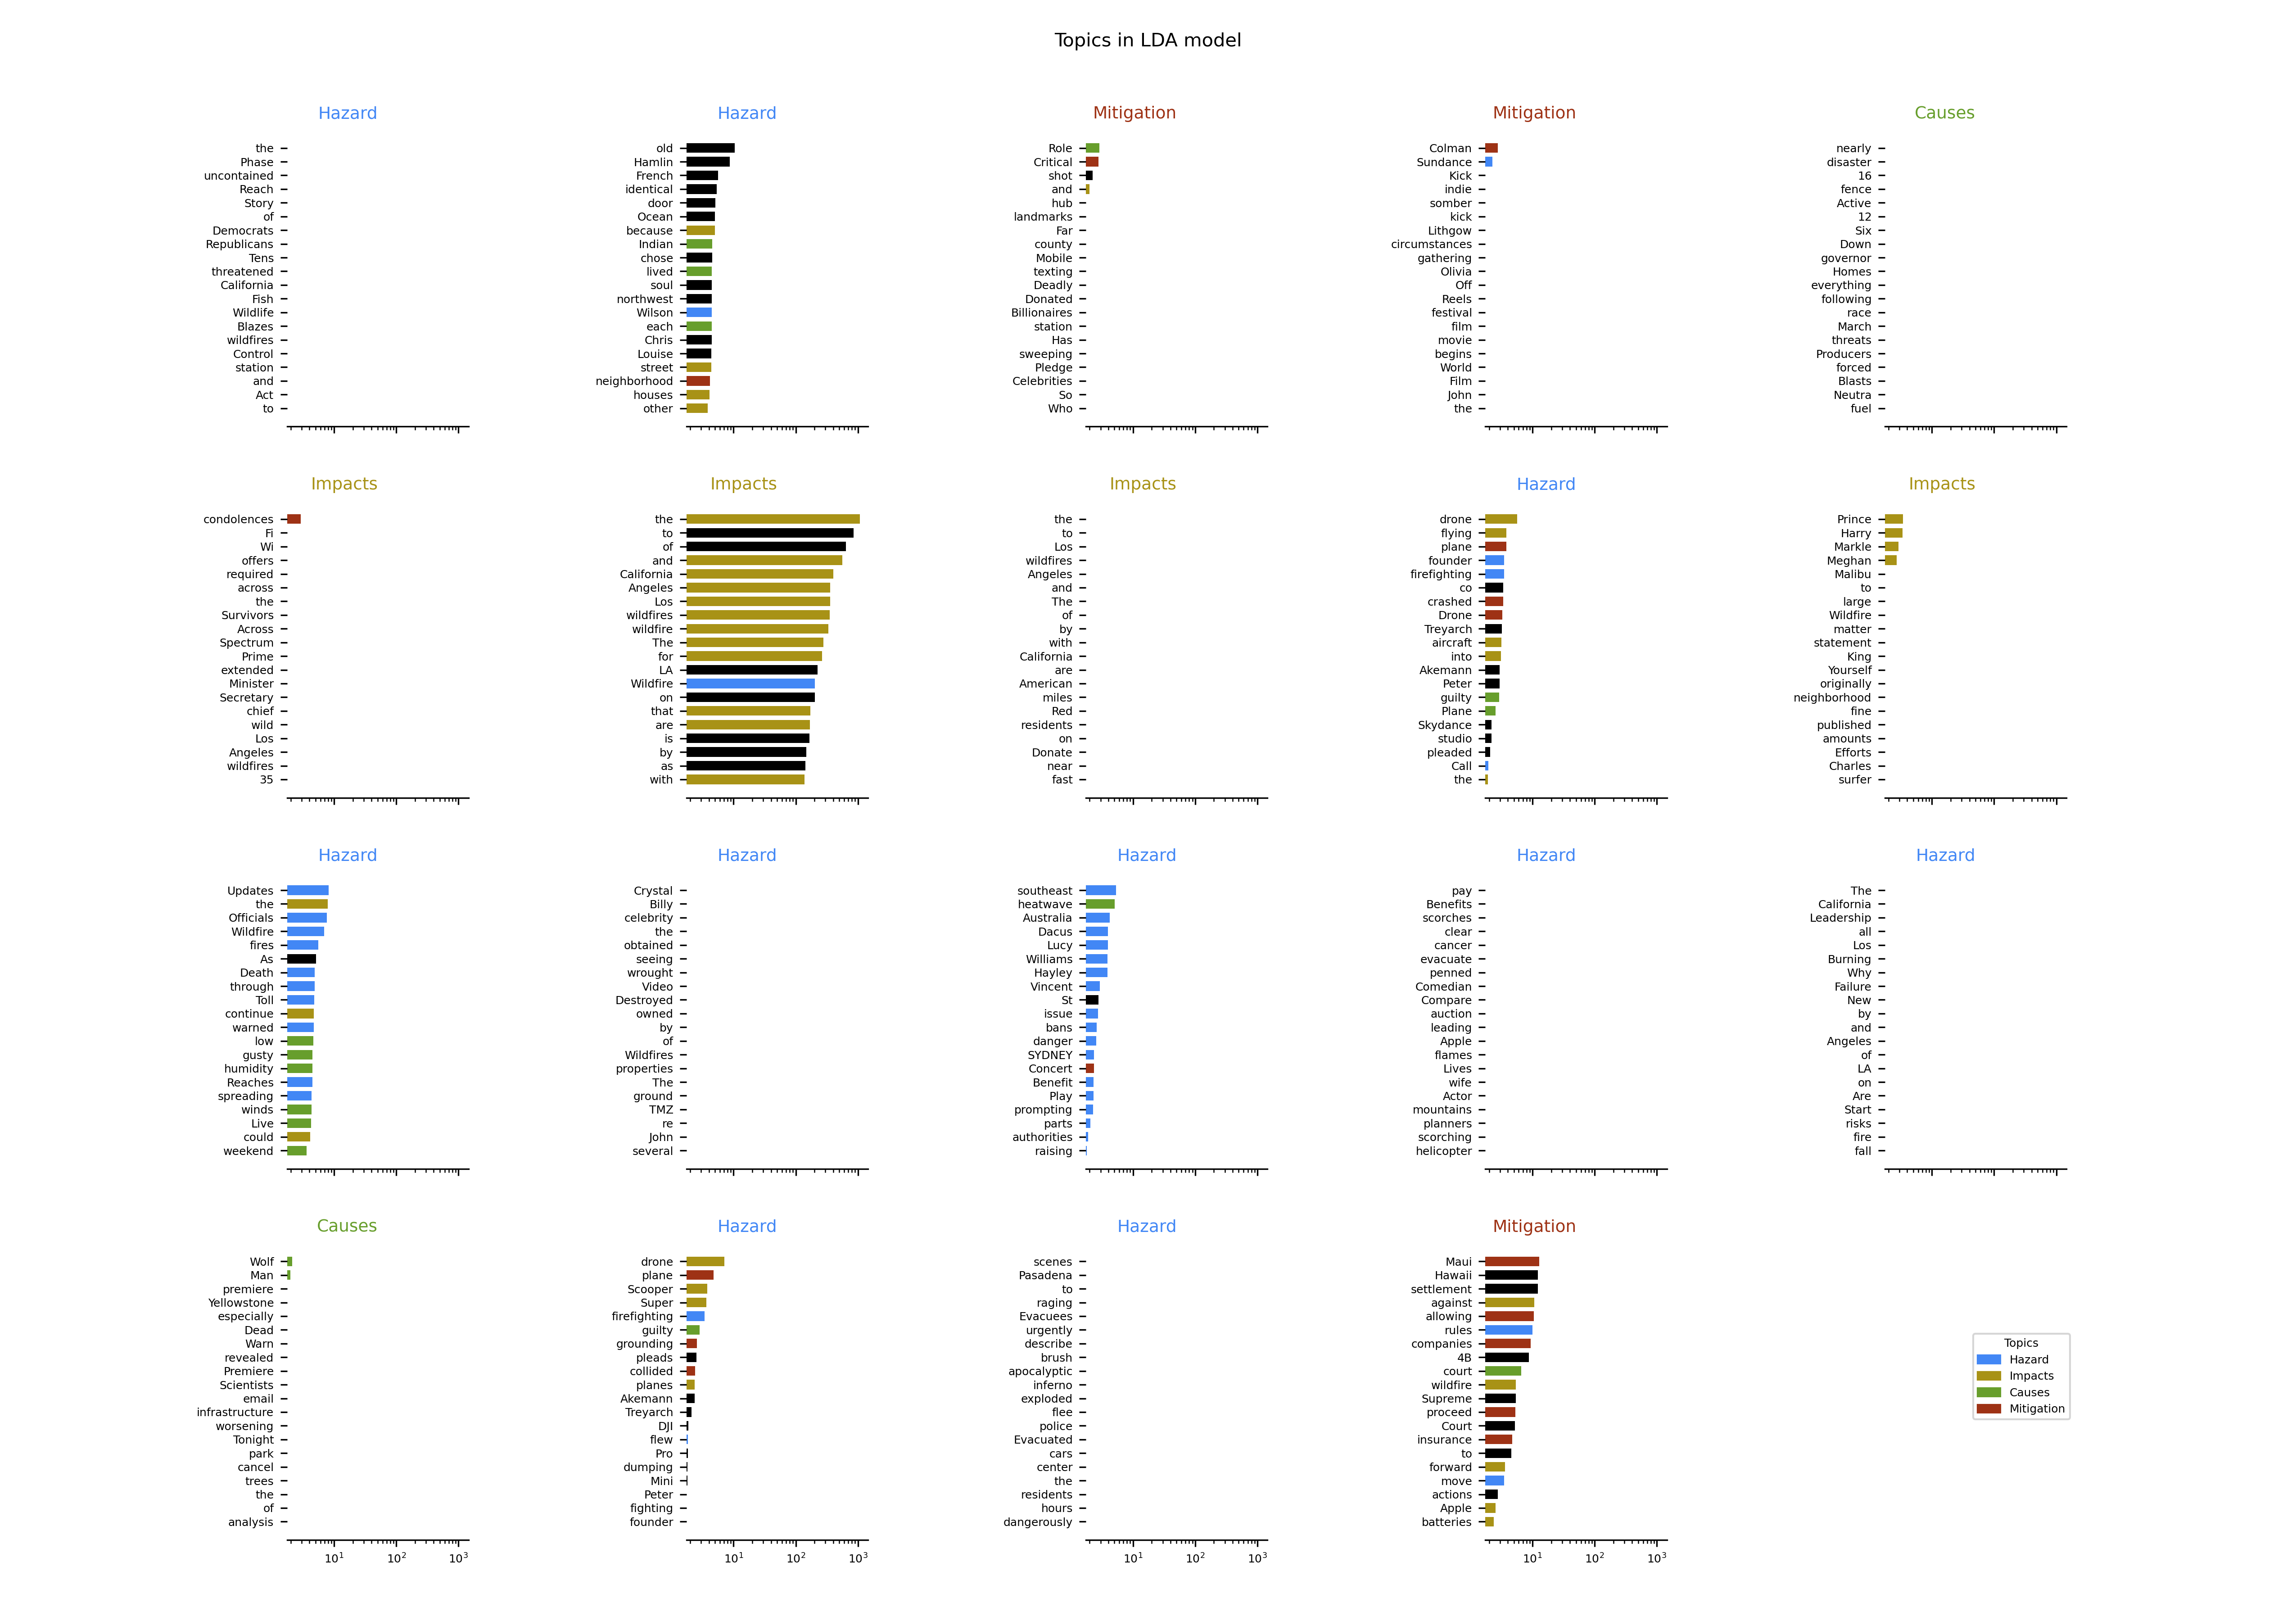 Topics in LDA model
Hazard
the
Phase
uncontained
Reach
Story
of
Democrats
Republicans
Tens
threatened
California
Fish
Wildlife
Blazes
wildfires
Control
station
and
Act
to
Hazard
old
Hamlin
French
identical
door
Ocean
because
Indian
chose
lived
soul
northwest
Wilson
each
Chris
Louise
street
neighborhood
houses
other
Mitigation
Role
Critical
shot
and
hub
landmarks
Far
county
Mobile
texting
Deadly
Donated
Billionaires
station
Has
sweeping
Pledge
Celebrities
So
Who
Mitigation
Colman
Sundance
Kick
indie
somber
kick
Lithgow
circumstances
gathering
Olivia
Off
Reels
festival
film
movie
begins
World
Film
John
the
Causes
nearly
disaster
16
fence
Active
12
Six
Down
governor
Homes
everything
following
race
March
threats
Producers
forced
Blasts
Neutra
fuel
Impacts
condolences
Fi
Wi
offers
required
across
the
Survivors
Across
Spectrum
Prime
extended
Minister
Secretary
chief
wild
Los
Angeles
wildfires
35
Impacts
the
to
of
and
California
Angeles
Los
wildfires
wildfire
The
for
LA
Wildfire
on
that
are
is
by
as
with
Impacts
the
to
Los
wildfires
Angeles
and
The
of
by
with
California
are
American
miles
Red
residents
on
Donate
near
fast
Hazard
drone
flying
plane
founder
firefighting
co
crashed
Drone
Treyarch
aircraft
into
Akemann
Peter
guilty
Plane
Skydance
studio
pleaded
Call
the
Impacts
Prince
Harry
Markle
Meghan
Malibu
to
large
Wildfire
matter
statement
King
Yourself
originally
neighborhood
fine
published
amounts
Efforts
Charles
surfer
Hazard
Updates
the
Officials
Wildfire
fires
As
Death
through
Toll
continue
warned
low
gusty
humidity
Reaches
spreading
winds
Live
could
weekend
Hazard
Crystal
Billy
celebrity
the
obtained
seeing
wrought
Video
Destroyed
owned
by
of
Wildfires
properties
The
ground
TMZ
re
John
several
Hazard
southeast
heatwave
Australia
Dacus
Lucy
Williams
Hayley
Vincent
St
issue
bans
danger
SYDNEY
Concert
Benefit
Play
prompting
parts
authorities
raising
Hazard
pay
Benefits
scorches
clear
cancer
evacuate
penned
Comedian
Compare
auction
leading
Apple
flames
Lives
wife
Actor
mountains
planners
scorching
helicopter
Hazard
The
California
Leadership
all
Los
Burning
Why
Failure
New
by
and
Angeles
of
LA
on
Are
Start
risks
fire
fall
Causes
Wolf
Man
premiere
Yellowstone
especially
Dead
Warn
revealed
Premiere
Scientists
email
infrastructure
worsening
Tonight
park
cancel
trees
the
of
analysis
10¹ 10² 10³
Hazard
drone
plane
Scooper
Super
firefighting
guilty
grounding
pleads
collided
planes
Akemann
Treyarch
DJI
flew
Pro
dumping
Mini
Peter
fighting
founder
10¹ 10² 10³
Hazard
scenes
Pasadena
to
raging
Evacuees
urgently
describe
brush
apocalyptic
inferno
exploded
flee
police
Evacuated
cars
center
the
residents
hours
dangerously
10¹ 10² 10³
Mitigation
Maui
Hawaii
settlement
against
allowing
rules
companies
4B
court
wildfire
Supreme
proceed
Court
insurance
to
forward
move
actions
Apple
batteries
10¹ 10² 10³
Topics
Hazard
Impacts
Causes
Mitigation